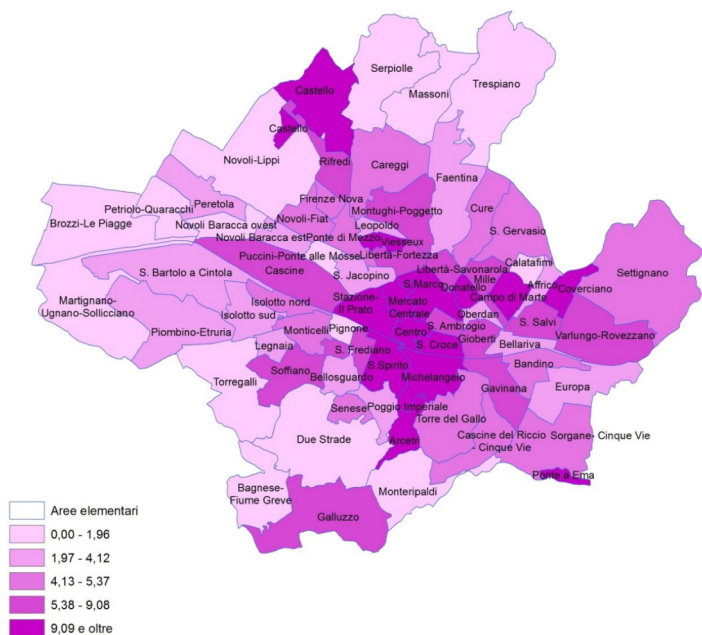 Serpiolle
Trespiano
Castello
Massoni
Castello
Novoli-Lippi
Rifredi
Careggi
Faentina
Firenze Nova
Cure
Petriolo-Quaracchi
Peretola
Montughi-Poggetto
Brozzi-Le Piagge
Novoli-Fiat
Leopoldo
S. Gervasio
Novoli Baracca ovest
Novoli Baracca est
Ponte di Mezzo
Viesseux
Puccini-Ponte alle Mosse
Libertà-Fortezza
Calatafimi
Settignano
S. Bartolo a Cintola
Cascine
S. Jacopino
Libertà-Savonarola
Mille
Affrico
Coverciano
S.Marco
Donatello
Campo di Marte
Martignano-
Ugnano-Sollicciano
Isolotto nord
Stazione-
Il Prato
Mercato
Centrale
Oberdan
Isolotto sud
S. Salvi
Piombino-Etruria
Monticelli
Pignone
Centro
S. Ambrogio
Gioberti
Varlungo-Rovezzano
Legnaia
S. Frediano
S. Croce
Bellariva
Soffiano
S.Spirito
Bandino
Torregalli
Bellosguardo
Michelangelo
Gavinana
Europa
Senese
Poggio Imperiale
Torre del Gallo
Due Strade
Arcetri
Cascine del Riccio
- Cinque Vie
Sorgane- Cinque Vie
Ponte a Ema
Bagnese-
Fiume Greve
Monteripaldi
Galluzzo
Aree elementari
0,00 - 1,96
1,97 - 4,12
4,13 - 5,37
5,38 - 9,08
9,09 e oltre